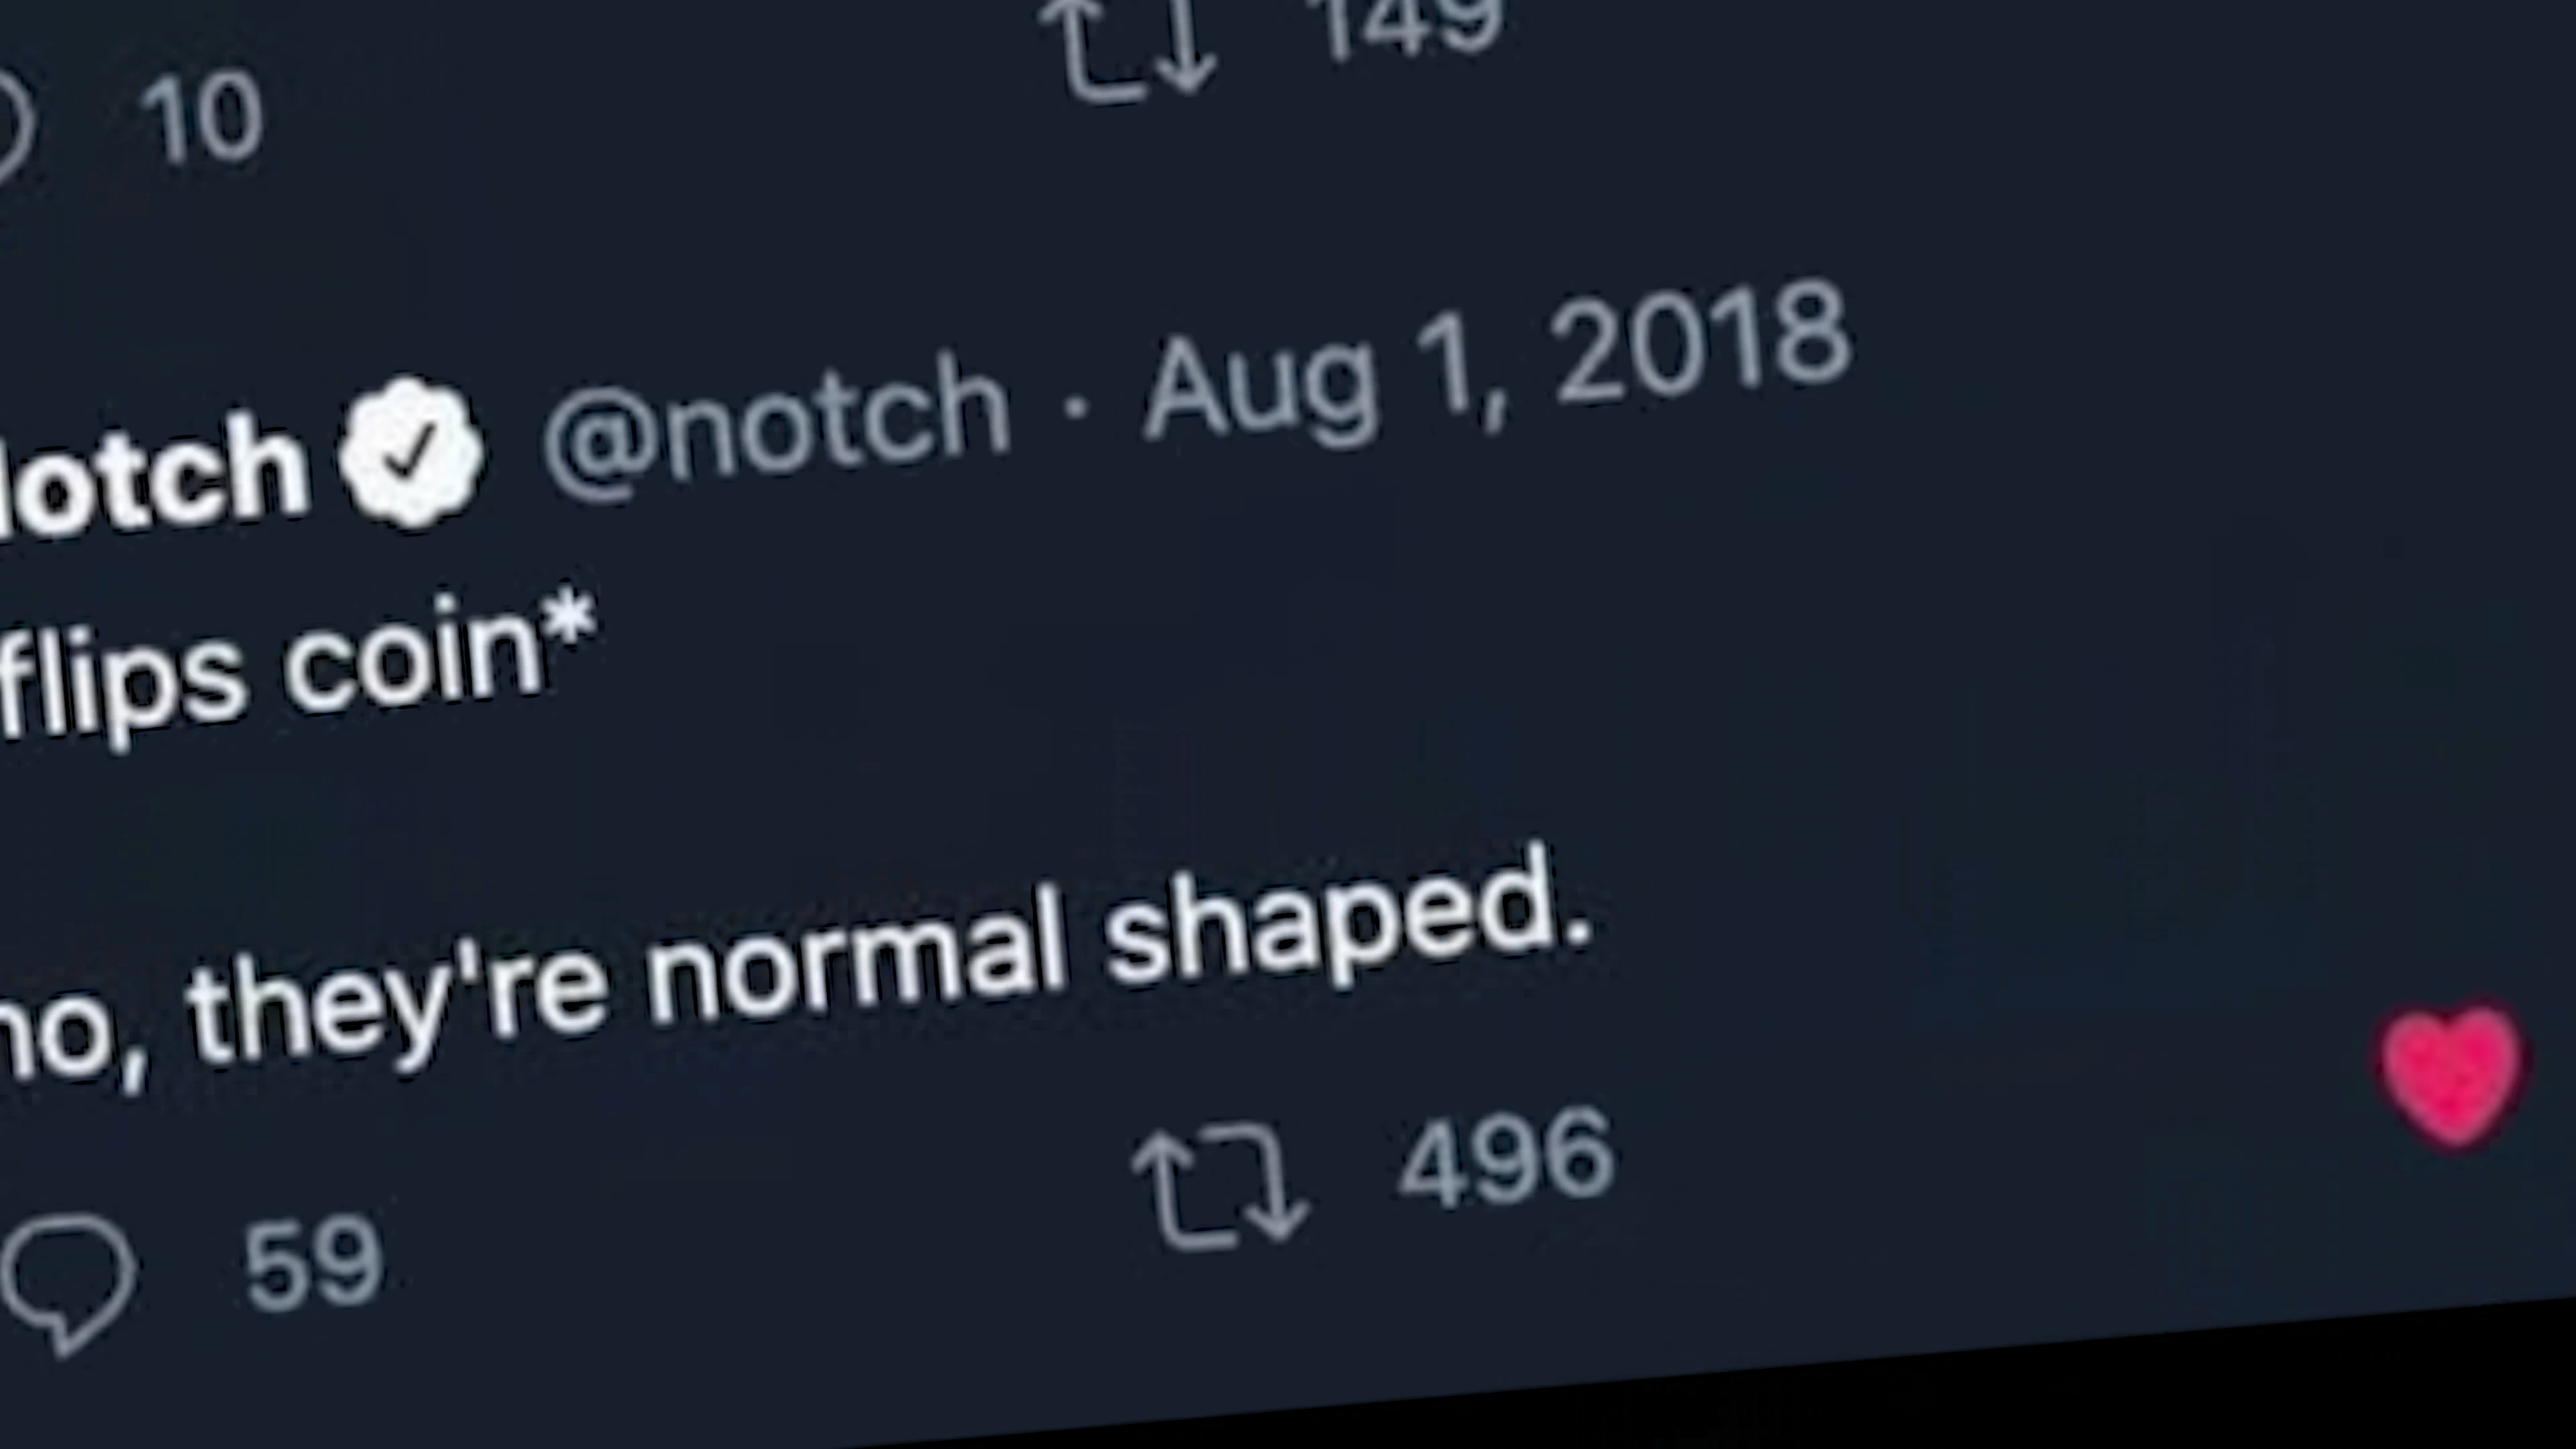 10 149
lotch @notch · Aug 1, 2018
flips coin*
no, they're normal shaped.
59 496